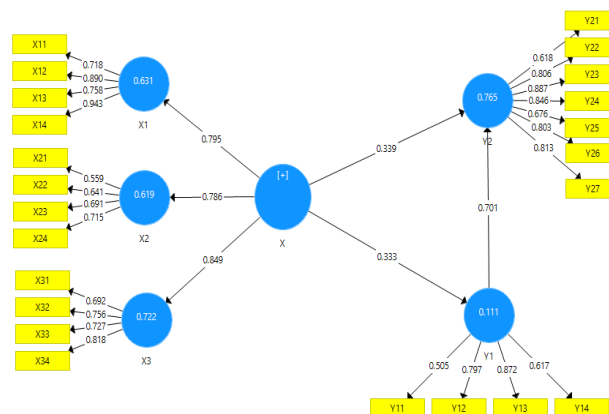 X11
X12
X13
X14
0.718
0.890
0.758
0.943
0.631
X1
X21
X22
X23
X24
0.559
0.641
0.691
0.715
0.619
X2
X31
X32
X33
X34
0.692
0.756
0.727
0.818
0.722
X3
0.795
0.786
0.849
[+]
X
0.339
0.333
0.765
Y2
0.618
0.806
0.887
0.846
0.676
0.803
0.813
Y21
Y22
Y23
Y24
Y25
Y26
Y27
0.701
0.111
Y1
0.505
0.797
0.872
0.617
Y11
Y12
Y13
Y14